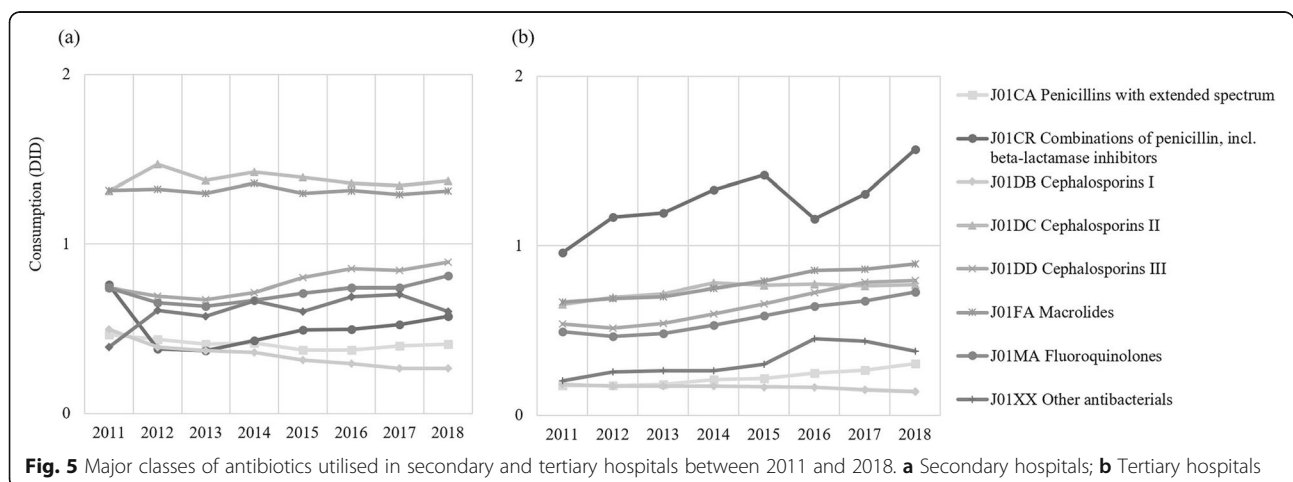 (a)
(b)
2
1
0
Consumption (DID)
2011 2012 2013 2014 2015 2016 2017 2018
2
1
0
2011 2012 2013 2014 2015 2016 2017 2018
J01CA Penicillins with extended spectrum
J01CR Combinations of penicillin, incl.
beta-lactamase inhibitors
J01DB Cephalosporins I
J01DC Cephalosporins II
J01DD Cephalosporins III
J01FA Macrolides
J01MA Fluoroquinolones
J01XX Other antibacterials
Fig. 5 Major classes of antibiotics utilised in secondary and tertiary hospitals between 2011 and 2018. a Secondary hospitals; b Tertiary hospitals